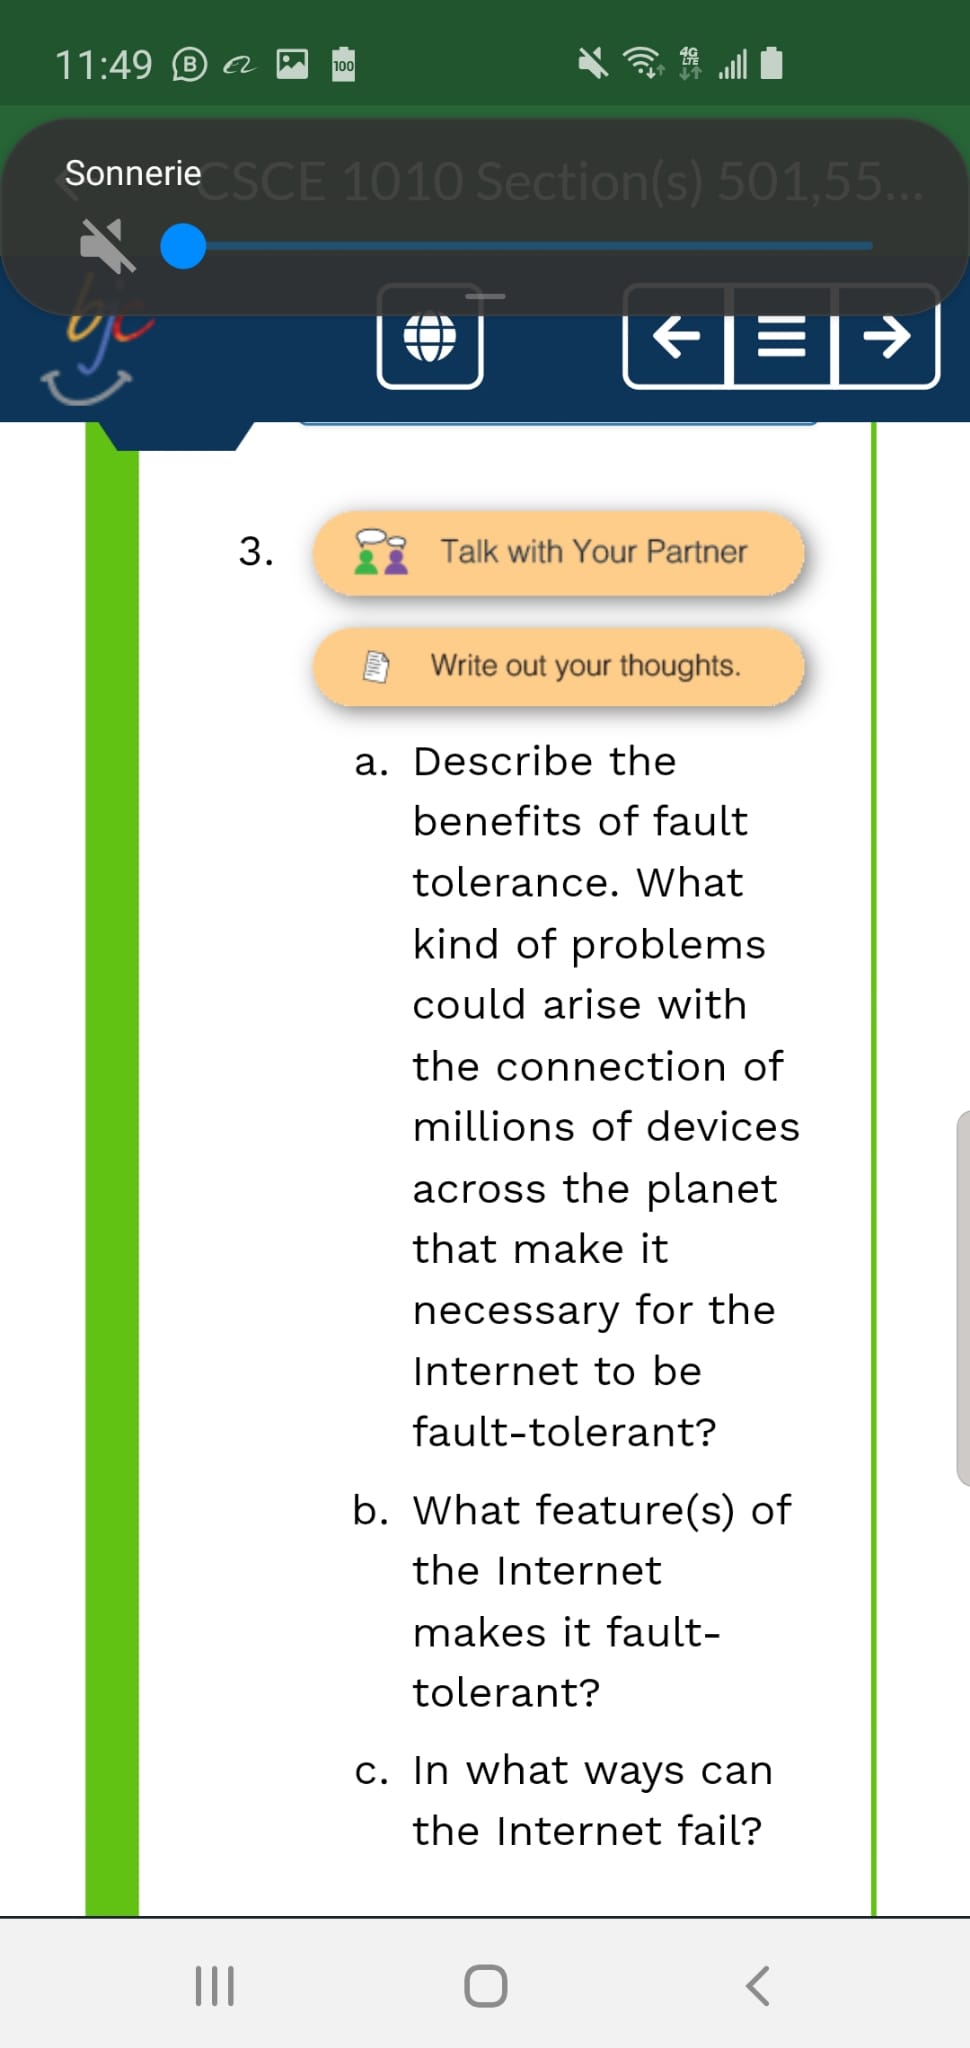 11:49
100
4G
LTE
Sonnerie
CSCE 1010 Section(s) 501,55...
bjc
3.
Talk with Your Partner
Write out your thoughts.
a. Describe the
benefits of fault
tolerance. What
kind of problems
could arise with
the connection of
millions of devices
across the planet
that make it
necessary for the
Internet to be
fault-tolerant?
b. What feature(s) of
the Internet
makes it fault-
tolerant?
c. In what ways can
the Internet fail?